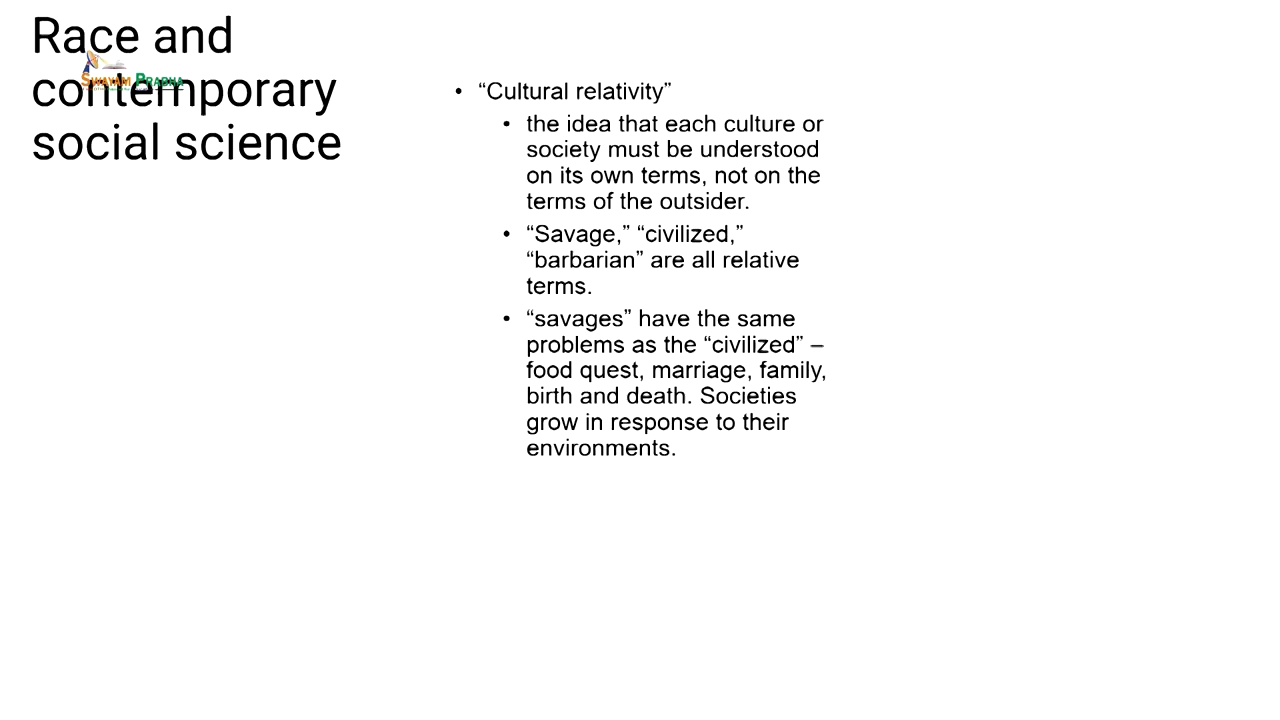 Race and
contemporary
social science
SWAYAM PRABHA
• “Cultural relativity”
• the idea that each culture or
society must be understood
on its own terms, not on the
terms of the outsider.
• “Savage,” “civilized,”
“barbarian” are all relative
terms.
• “savages” have the same
problems as the “civilized” –
food quest, marriage, family,
birth and death. Societies
grow in response to their
environments.